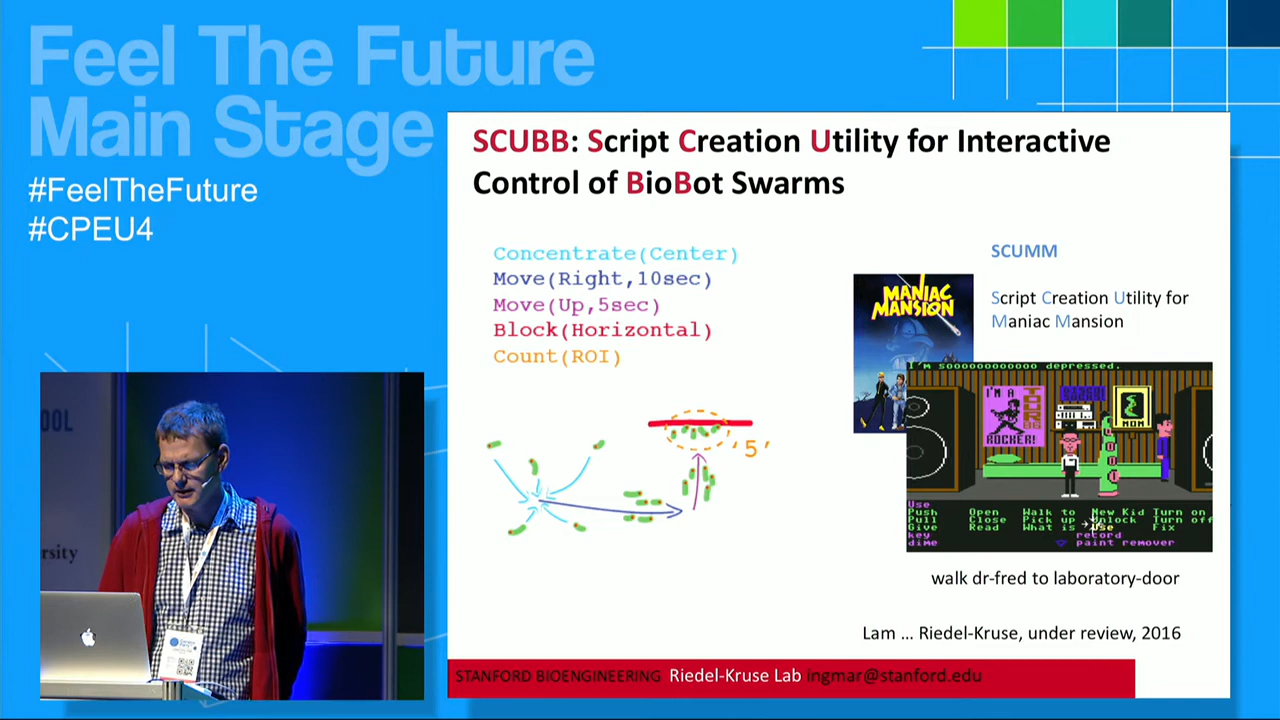 Feel The Future
Main Stage
#FeelTheFuture
#CPEU4
SCUBB: Script Creation Utility for Interactive
Control of BioBot Swarms
Concentrate(Center)
Move(Right,10sec)
Move(Up,5sec)
Block(Horizontal)
Count(ROI)
'5'
SCUMM
Script Creation Utility for
Maniac Mansion
MANIAC
MANSION
I'm sooooooooooo depressed.
I'M A
ROCKER!
MOM
Use
Push Open Walk to New Kid Turn on
Pull Close Pick up Unlock Turn off
Give Read What is Use Fix
key record
dime paint remover
walk dr-fred to laboratory-door
Lam ... Riedel-Kruse, under review, 2016
STANFORD BIOENGINEERING Riedel-Kruse Lab ingmar@stanford.edu